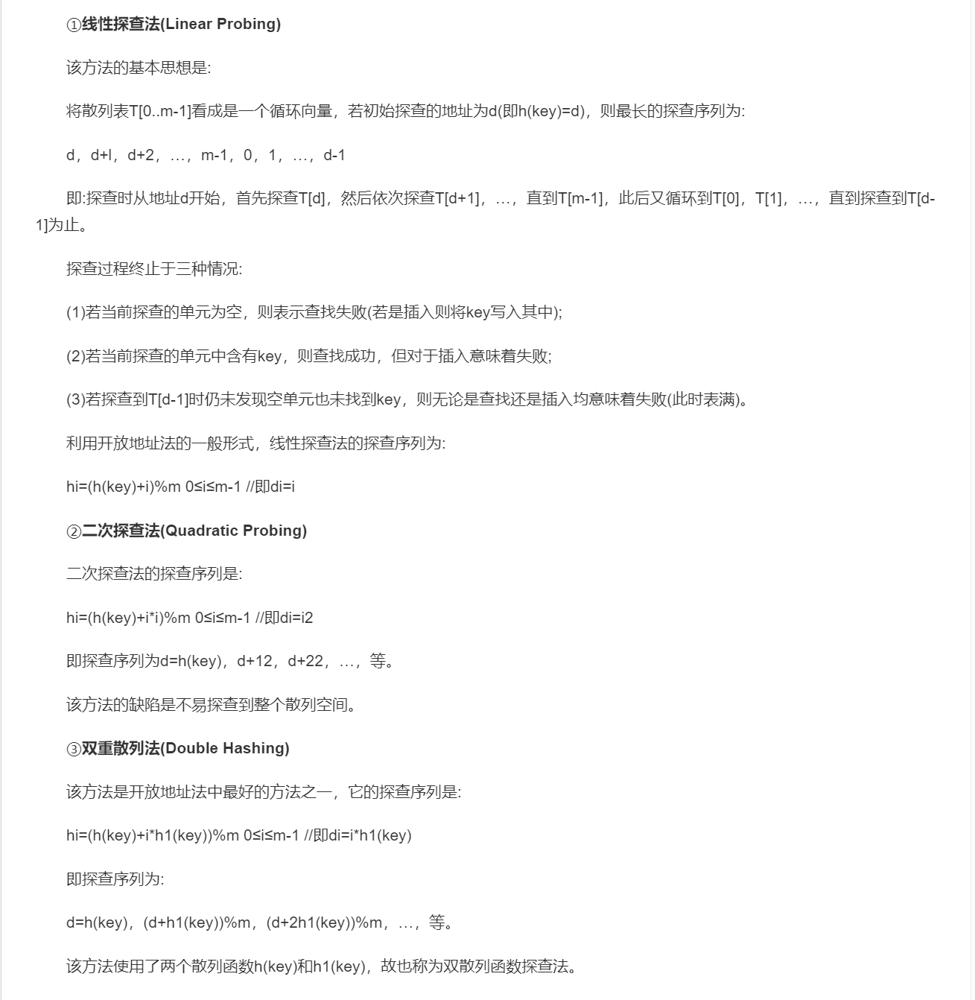 ①线性探查法(Linear Probing)
该方法的基本思想是:
将散列表T[0..m-1]看成是一个循环向量，若初始探查的地址为d(即h(key)=d)，则最长的探查序列为:
d，d+l，d+2，…，m-1，0，1，…，d-1
即:探查时从地址d开始，首先探查T[d]，然后依次探查T[d+1]，…，直到T[m-1]，此后又循环到T[0]，T[1]，…，直到探查到T[d-
1]为止。
探查过程终止于三种情况:
(1)若当前探查的单元为空，则表示查找失败(若是插入则将key写入其中);
(2)若当前探查的单元中含有key，则查找成功，但对于插入意味着失败;
(3)若探查到T[d-1]时仍未发现空单元也未找到key，则无论是查找还是插入均意味着失败(此时表满)。
利用开放地址法的一般形式，线性探查法的探查序列为:
hi=(h(key)+i)%m 0≤i≤m-1 //即di=i
②二次探查法(Quadratic Probing)
二次探查法的探查序列是:
hi=(h(key)+i*i)%m 0≤i≤m-1 //即di=i2
即探查序列为d=h(key)，d+12，d+22，…，等。
该方法的缺陷是不易探查到整个散列空间。
③双重散列法(Double Hashing)
该方法是开放地址法中最好的方法之一，它的探查序列是:
hi=(h(key)+i*h1(key))%m 0≤i≤m-1 //即di=i*h1(key)
即探查序列为:
d=h(key)，(d+h1(key))%m，(d+2h1(key))%m，…，等。
该方法使用了两个散列函数h(key)和h1(key)，故也称为双散列函数探查法。